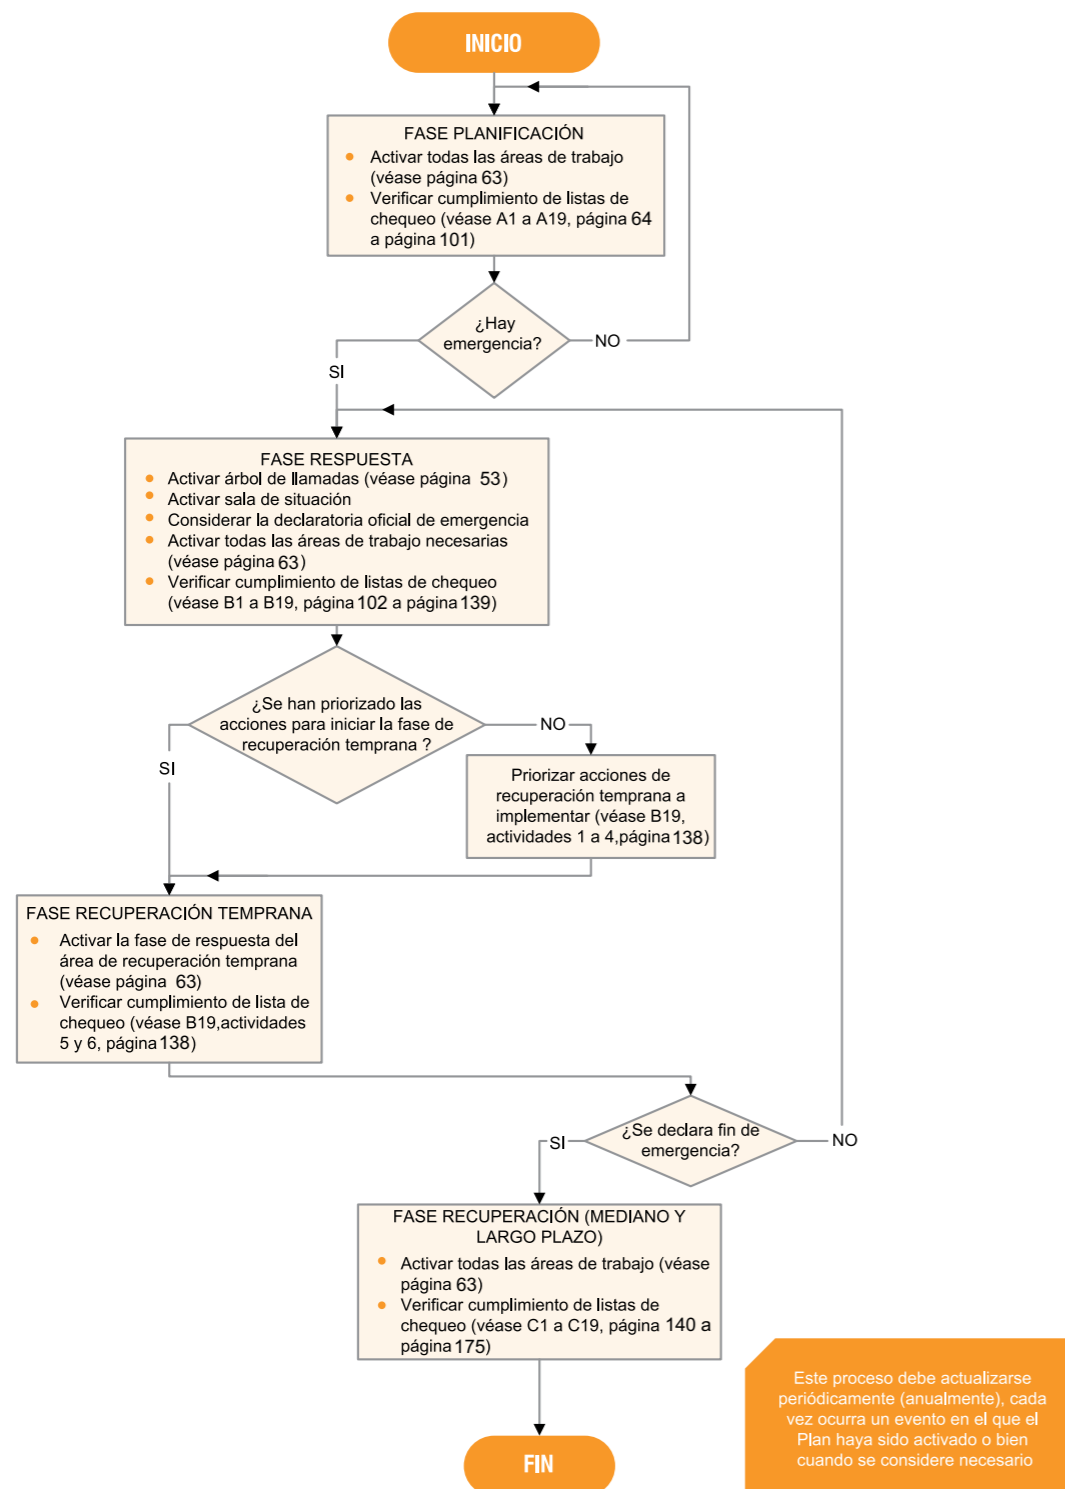 INICIO
FASE PLANIFICACIÓN
Activar todas las áreas de trabajo
(véase página 63)
Verificar cumplimiento de listas de
chequeo (véase A1 a A19, página 64
a página 101)
¿Hay
emergencia?
NO
SI
FASE RESPUESTA
Activar árbol de llamadas (véase página 53)
Activar sala de situación
Considerar la declaratoria oficial de emergencia
Activar todas las áreas de trabajo necesarias
(véase página 63)
Verificar cumplimiento de listas de chequeo
(véase B1 a B19, página 102 a página 139)
¿Se han priorizado las
acciones para iniciar la fase de
recuperación temprana ?
NO
SI
Priorizar acciones de
recuperación temprana a
implementar (véase B19,
actividades 1 a 4,página 138)
FASE RECUPERACIÓN TEMPRANA
Activar la fase de respuesta del
área de recuperación temprana
(véase página 63)
Verificar cumplimiento de lista de
chequeo (véase B19,actividades
5 y 6, página 138)
¿Se declara fin de
emergencia?
SI
NO
FASE RECUPERACIÓN (MEDIANO Y
LARGO PLAZO)
Activar todas las áreas de trabajo (véase
página 63)
Verificar cumplimiento de listas de
chequeo (véase C1 a C19, página 140 a
página 175)
FIN
Este proceso debe actualizarse
periódicamente (anualmente), cada
vez ocurra un evento en el que el
Plan haya sido activado o bien
cuando se considere necesario